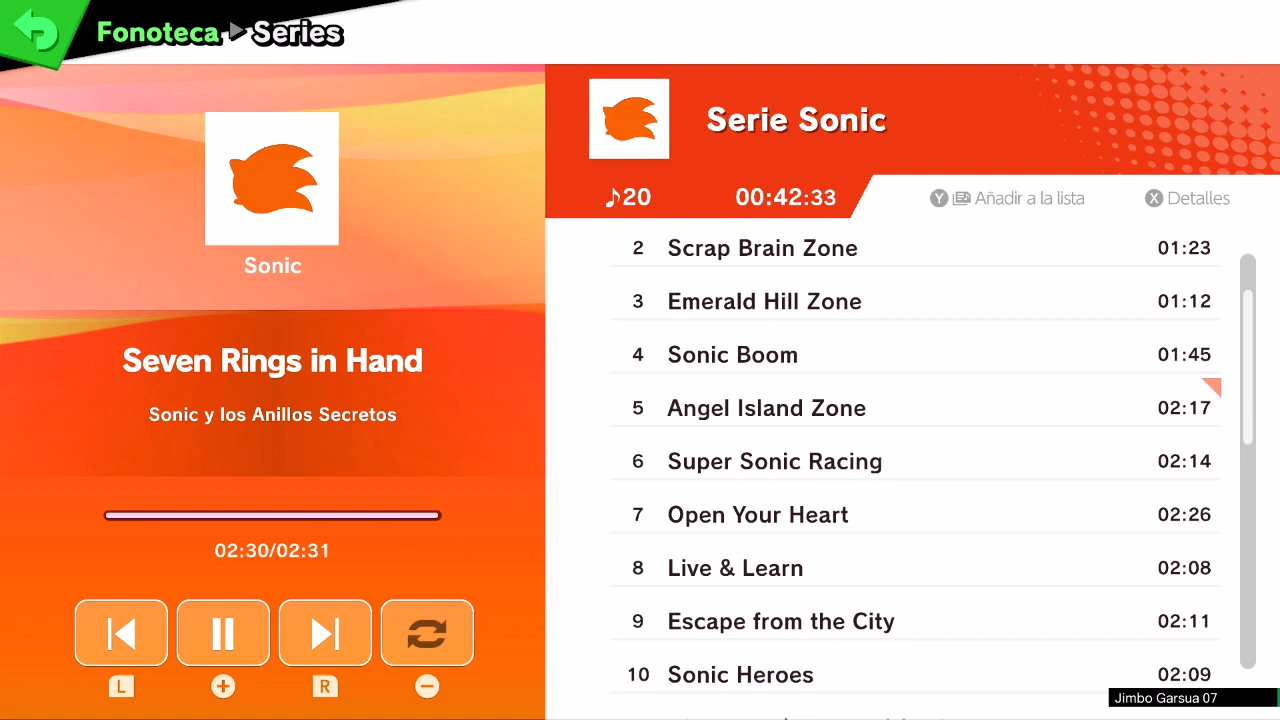 Fonoteca Series
Sonic
Seven Rings in Hand
Sonic y los Anillos Secretos
02:30/02:31
L + R −
Serie Sonic
♪20 00:42:33
Y Añadir a la lista X Detalles
2 Scrap Brain Zone 01:23
3 Emerald Hill Zone 01:12
4 Sonic Boom 01:45
5 Angel Island Zone 02:17
6 Super Sonic Racing 02:14
7 Open Your Heart 02:26
8 Live & Learn 02:08
9 Escape from the City 02:11
10 Sonic Heroes 02:09
Jimbo Garsua 07